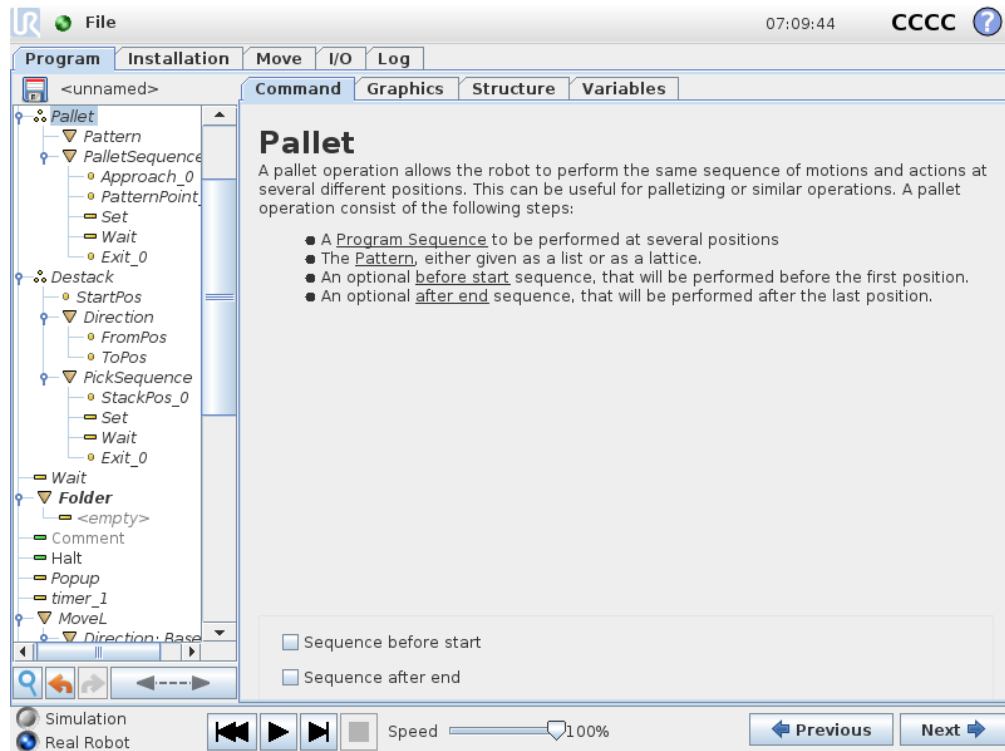 UR File 07:09:44 CCCC ?
Program Installation Move I/O Log
<unnamed>
Command Graphics Structure Variables
Pallet
Pattern
PalletSequence
Approach_0
PatternPoint_
Set
Wait
Exit_0
Destack
StartPos
Direction
FromPos
ToPos
PickSequence
StackPos_0
Set
Wait
Exit_0
Wait
Folder
<empty>
Comment
Halt
Popup
timer_1
MoveL
Direction: Base
Pallet
A pallet operation allows the robot to perform the same sequence of motions and actions at
several different positions. This can be useful for palletizing or similar operations. A pallet
operation consist of the following steps:
A Program Sequence to be performed at several positions
The Pattern, either given as a list or as a lattice.
An optional before start sequence, that will be performed before the first position.
An optional after end sequence, that will be performed after the last position.
Sequence before start
Sequence after end
Simulation
Real Robot
Speed 100%
Previous Next